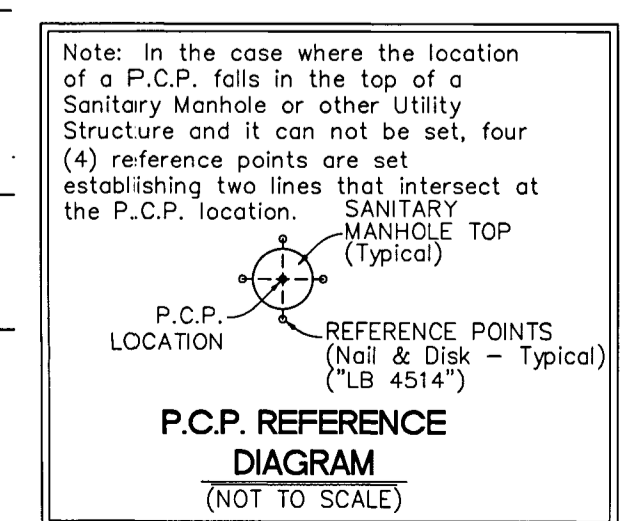 Note: In the case where the location
of a P.C.P. falls in the top of a
Sanitary Manhole or other Utility
Structure and it can not be set, four
(4) reference points are set
establishing two lines that intersect at
the P.C.P. location.
SANITARY
MANHOLE TOP
(Typical)
P.C.P.
LOCATION
REFERENCE POINTS
(Nail & Disk – Typical)
("LB 4514")
P.C.P. REFERENCE
DIAGRAM
(NOT TO SCALE)